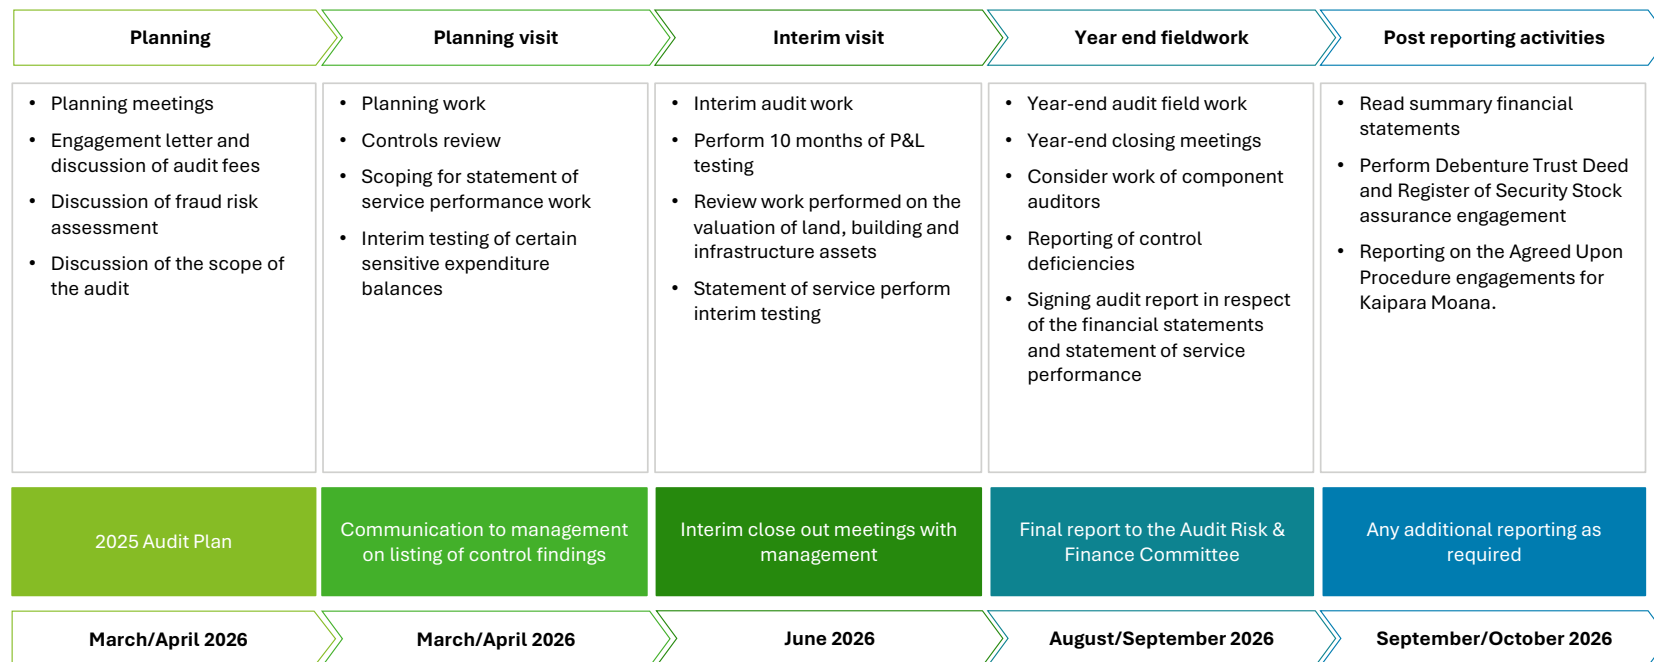 Planning
Planning visit
Interim visit
Year end fieldwork
Post reporting activities
• Planning meetings
• Engagement letter and
discussion of audit fees
• Discussion of fraud risk
assessment
• Discussion of the scope of
the audit
• Planning work
• Controls review
• Scoping for statement of
service performance work
• Interim testing of certain
sensitive expenditure
balances
• Interim audit work
• Perform 10 months of P&L
testing
• Review work performed on the
valuation of land, building and
infrastructure assets
• Statement of service perform
interim testing
• Year-end audit field work
• Year-end closing meetings
• Consider work of component
auditors
• Reporting of control
deficiencies
• Signing audit report in respect
of the financial statements
and statement of service
performance
• Read summary financial
statements
• Perform Debenture Trust Deed
and Register of Security Stock
assurance engagement
• Reporting on the Agreed Upon
Procedure engagements for
Kaipara Moana.
2025 Audit Plan
Communication to management
on listing of control findings
Interim close out meetings with
management
Final report to the Audit Risk &
Finance Committee
Any additional reporting as
required
March/April 2026
March/April 2026
June 2026
August/September 2026
September/October 2026